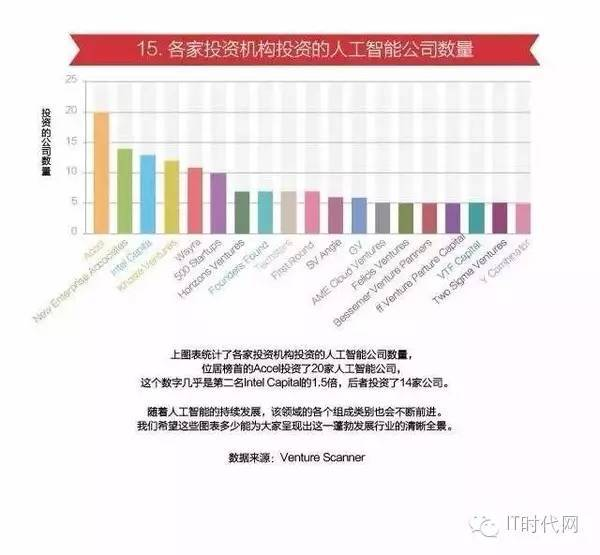 15. 各家投资机构投资的人工智能公司数量
投资的公司数量
25
20
15
10
5
0
Accel
New Enterprise Associates
Intel Capital
Khosla Ventures
Wayra
500 Startups
Horizons Ventures
Founders Found
Techstars
First Round
SV Angle
GV
AME Cloud Ventures
Felicis Ventures
Bessemer Venture Partners
ff Venture Parture Capital
VTF Capital
Two Sigma Ventures
Y Combinator
上图表统计了各家投资机构投资的人工智能公司数量,
位居榜首的Accel投资了20家人工智能公司,
这个数字几乎是第二名Intel Capital的1.5倍，后者投资了14家公司。
随着人工智能的持续发展，该领域的各个组成类别也会不断前进。
我们希望这些图表多少能为大家呈现出这一蓬勃发展行业的清晰全景。
数据来源：Venture Scanner
IT时代网